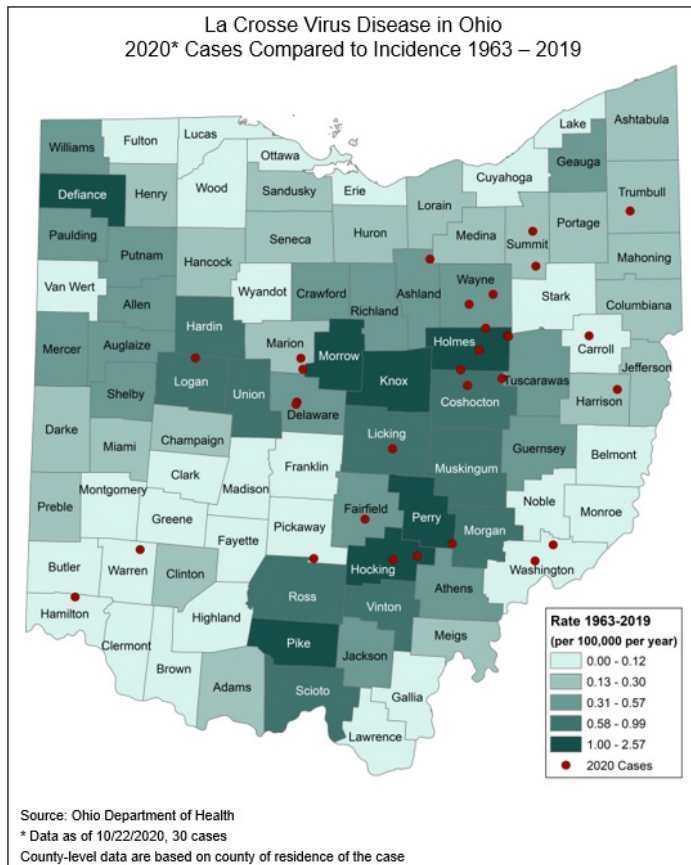 La Crosse Virus Disease in Ohio
2020* Cases Compared to Incidence 1963 – 2019
Williams
Fulton
Lucas
Ottawa
Lake
Ashtabula
Geauga
Cuyahoga
Defiance
Henry
Wood
Sandusky
Erie
Lorain
Trumbull
Paulding
Putnam
Hancock
Seneca
Huron
Medina
Summit
Portage
Mahoning
Van Wert
Allen
Wyandot
Crawford
Richland
Ashland
Wayne
Stark
Columbiana
Mercer
Auglaize
Hardin
Marion
Morrow
Holmes
Carroll
Jefferson
Shelby
Logan
Union
Delaware
Knox
Coshocton
Tuscarawas
Harrison
Darke
Miami
Champaign
Licking
Guernsey
Belmont
Clark
Franklin
Muskingum
Preble
Montgomery
Greene
Madison
Fairfield
Perry
Noble
Monroe
Pickaway
Fayette
Morgan
Butler
Warren
Clinton
Hocking
Washington
Hamilton
Highland
Ross
Vinton
Athens
Clermont
Brown
Pike
Jackson
Meigs
Adams
Scioto
Gallia
Lawrence
Rate 1963-2019
(per 100,000 per year)
0.00 - 0.12
0.13 - 0.30
0.31 - 0.57
0.58 - 0.99
1.00 - 2.57
2020 Cases
Source: Ohio Department of Health
* Data as of 10/22/2020, 30 cases
County-level data are based on county of residence of the case